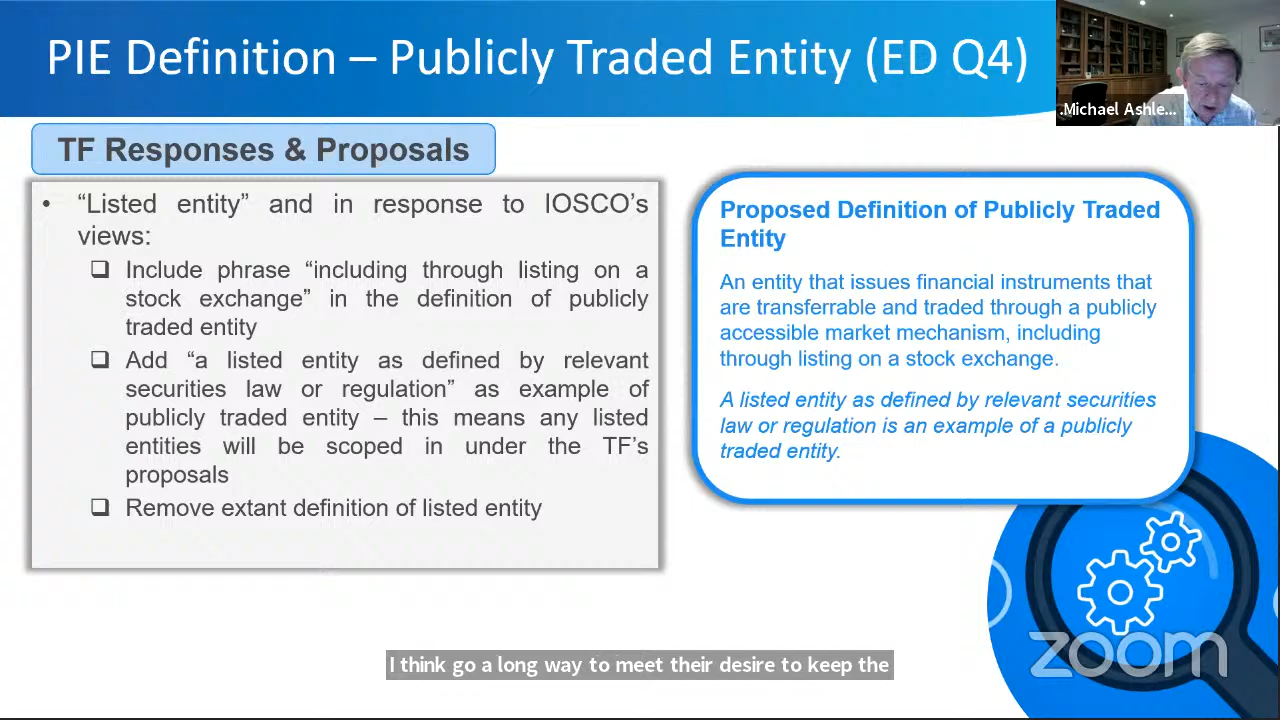 PIE Definition – Publicly Traded Entity (ED Q4)
.Michael Ashle...
TF Responses & Proposals
• “Listed entity” and in response to IOSCO’s
views:
❑ Include phrase “including through listing on a
stock exchange” in the definition of publicly
traded entity
❑ Add “a listed entity as defined by relevant
securities law or regulation” as example of
publicly traded entity – this means any listed
entities will be scoped in under the TF’s
proposals
❑ Remove extant definition of listed entity
Proposed Definition of Publicly Traded
Entity
An entity that issues financial instruments that
are transferrable and traded through a publicly
accessible market mechanism, including
through listing on a stock exchange.
A listed entity as defined by relevant securities
law or regulation is an example of a publicly
traded entity.
zoom
I think go a long way to meet their desire to keep the